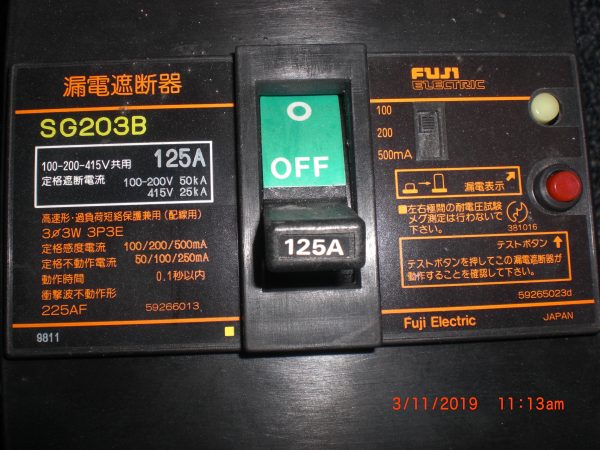 漏電遮断器
SG203B
100-200-415V共用 125A
定格遮断電流 100-200V 50kA
415V 25kA
高速形・過負荷短絡保護兼用（配線用）
3ø3W 3P3E
定格感度電流 100/200/500mA
定格不動作電流 50/100/250mA
動作時間 0.1秒以内
衝撃波不動作形
225AF 59266013
9811
O
OFF
125A
FUJI
ELECTRIC
100
200
500mA
漏電表示
■左右極間の耐電圧試験
メグ測定は行わないで
下さい。
381016
テストボタン↑
テストボタンを押してこの漏電遮断器が
動作することを確認して下さい。
59265023d
Fuji Electric JAPAN
3/11/2019 11:13am